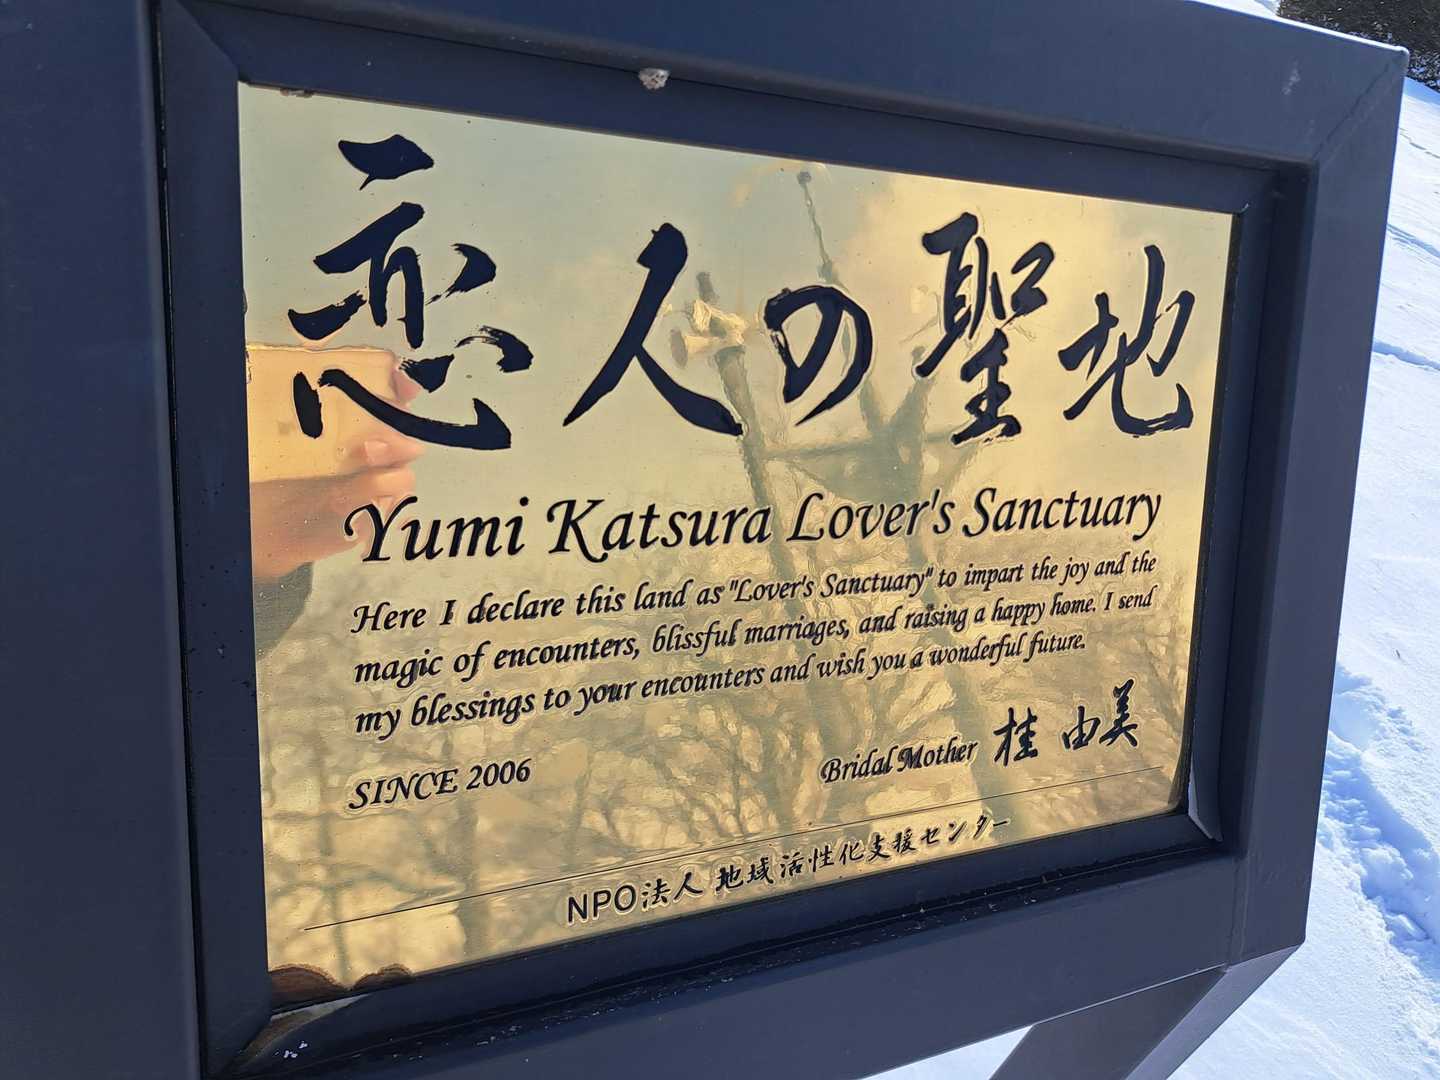 恋人の聖地
Yumi Katsura Lover's Sanctuary
Here I declare this land as "Lover's Sanctuary" to impart the joy and the
magic of encounters, blissful marriages, and raising a happy home. I send
my blessings to your encounters and wish you a wonderful future.
SINCE 2006
Bridal Mother 桂 由美
NPO法人 地域活性化支援センター